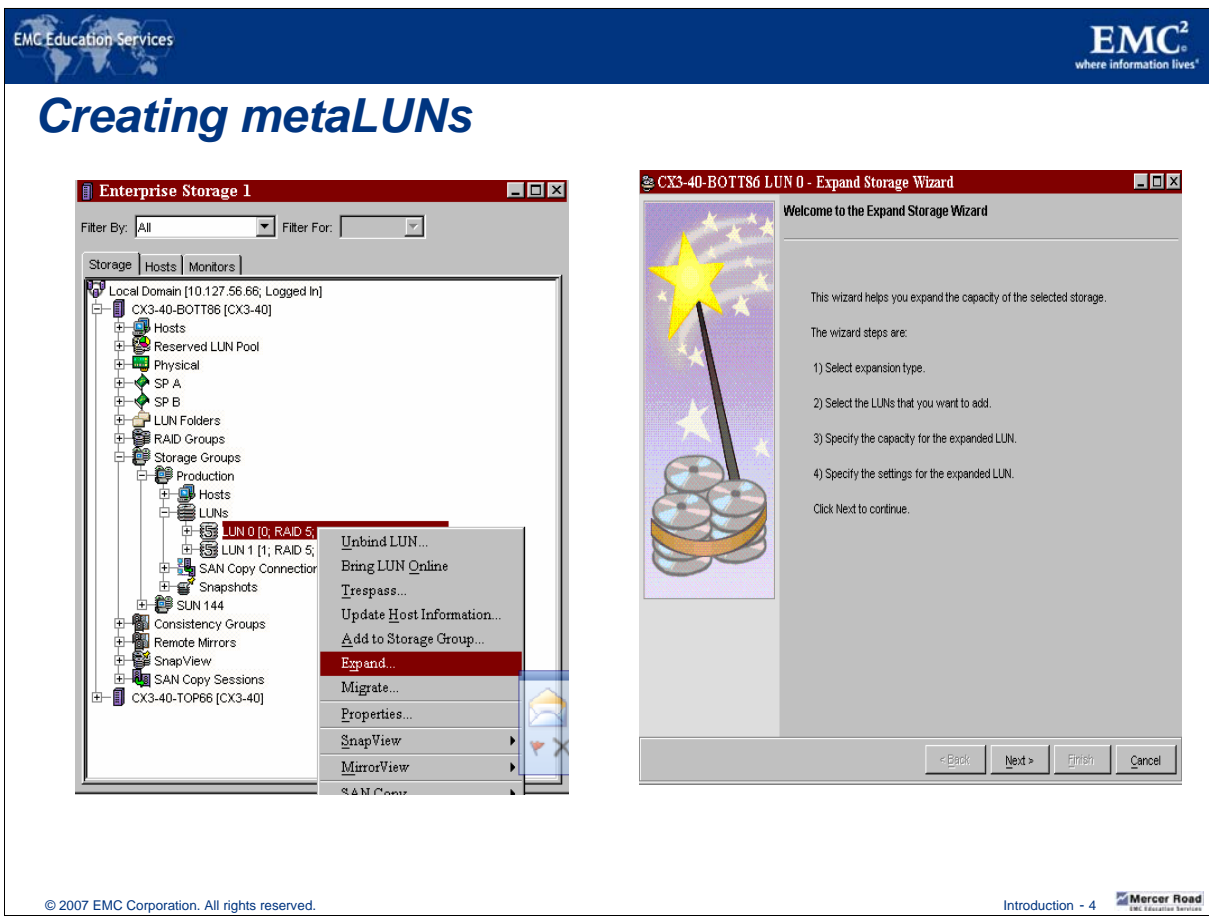 EMC Education Services
EMC²
where information lives®
Creating metaLUNs
Enterprise Storage 1
Filter By: All Filter For:
Storage Hosts Monitors
Local Domain [10.127.56.66; Logged In]
CX3-40-BOTT86 [CX3-40]
Hosts
Reserved LUN Pool
Physical
SP A
SP B
LUN Folders
RAID Groups
Storage Groups
Production
Hosts
LUNs
LUN 0 [0; RAID 5;
LUN 1 [1; RAID 5;
SAN Copy Connection
Snapshots
SUN 144
Consistency Groups
Remote Mirrors
SnapView
SAN Copy Sessions
CX3-40-TOP66 [CX3-40]
Unbind LUN...
Bring LUN Online
Trespass...
Update Host Information...
Add to Storage Group...
Expand...
Migrate...
Properties...
SnapView
MirrorView
SAN Copy
CX3-40-BOTT86 LUN 0 - Expand Storage Wizard
Welcome to the Expand Storage Wizard
This wizard helps you expand the capacity of the selected storage.
The wizard steps are:
1) Select expansion type.
2) Select the LUNs that you want to add.
3) Specify the capacity for the expanded LUN.
4) Specify the settings for the expanded LUN.
Click Next to continue.
< Back Next > Finish Cancel
© 2007 EMC Corporation. All rights reserved.
Introduction - 4
Mercer Road
EMC Education Services